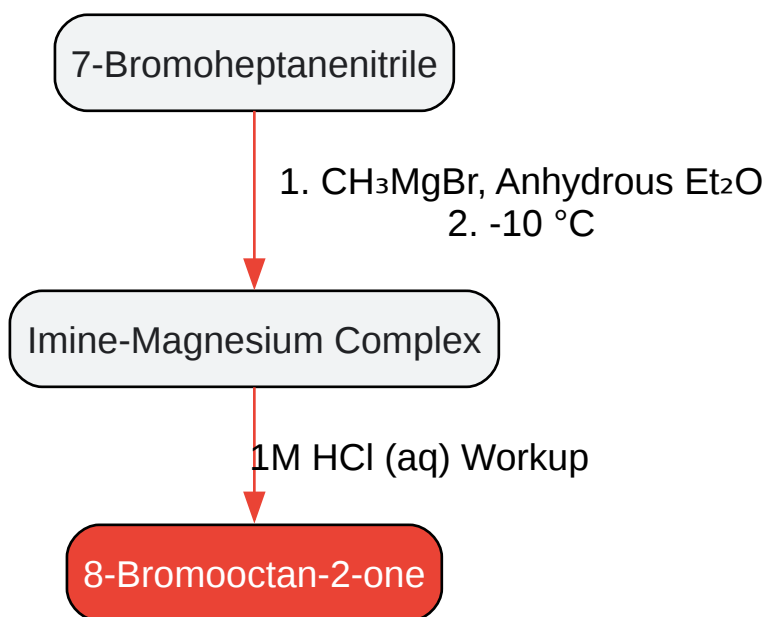 7-Bromoheptanenitrile
1. CH₃MgBr, Anhydrous Et₂O
2. -10 °C
Imine-Magnesium Complex
1M HCl (aq) Workup
8-Bromooctan-2-one